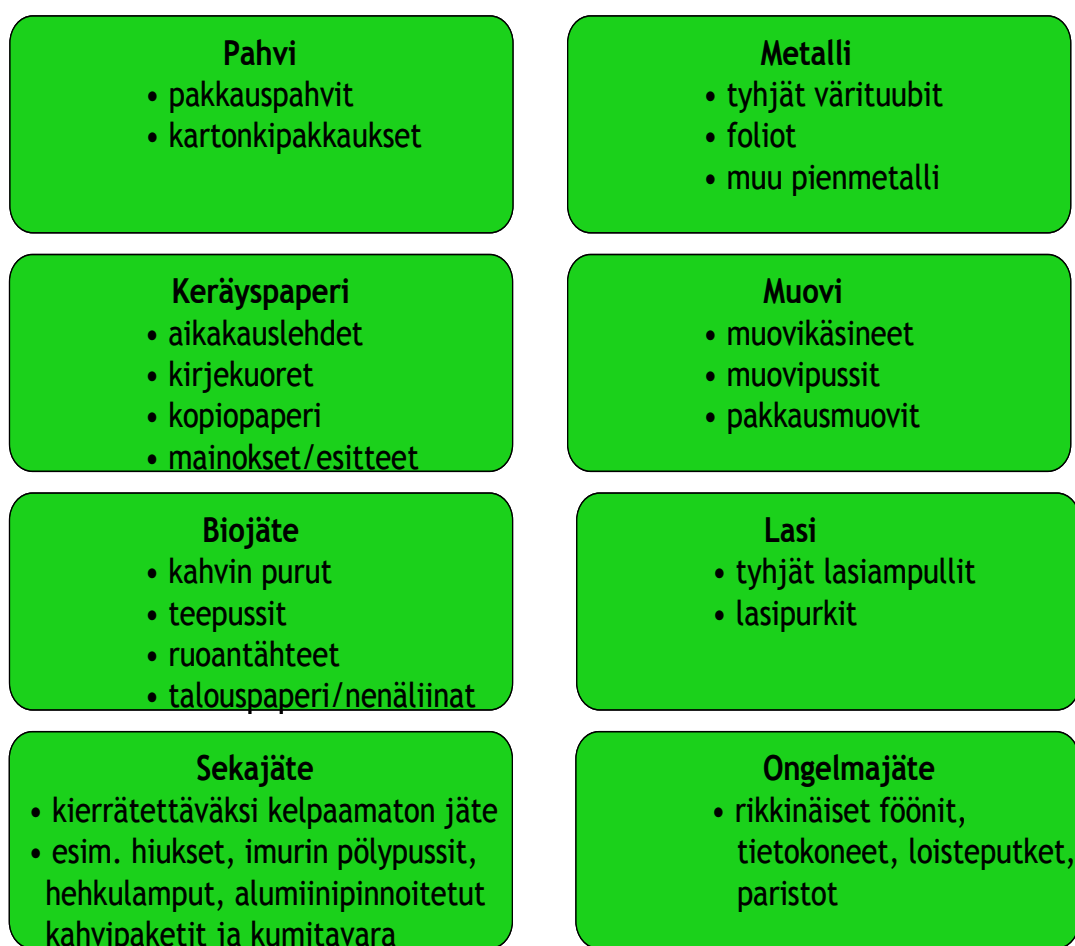 Pahvi
• pakkauspahvit
• kartonkipakkaukset
Metalli
• tyhjät värituubit
• foliot
• muu pienmetalli
Keräyspaperi
• aikakauslehdet
• kirjekuoret
• kopiopaperi
• mainokset/esitteet
Muovi
• muovikäsineet
• muovipussit
• pakkausmuovit
Biojäte
• kahvin purut
• teepussit
• ruoantähteet
• talouspaperi/nenäliinat
Lasi
• tyhjät lasiampullit
• lasipurkit
Sekajäte
• kierrätettäväksi kelpaamaton jäte
• esim. hiukset, imurin pölypussit,
hehkulamput, alumiinipinnoitetut
kahvipaketit ja kumitavara
Ongelmajäte
• rikkinäiset föönit,
tietokoneet, loisteputket,
paristot